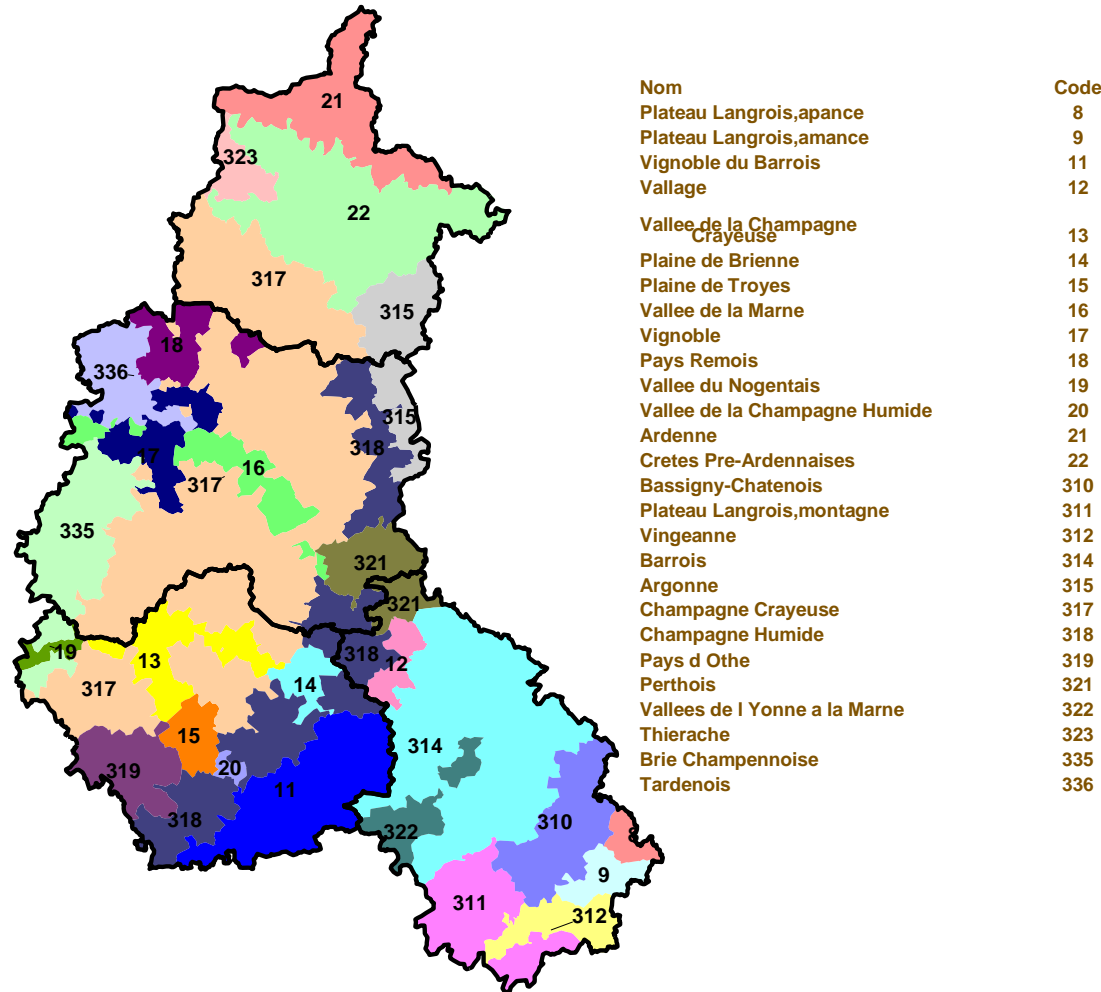 Nom Code
Plateau Langrois,apance 8
Plateau Langrois,amance 9
Vignoble du Barrois 11
Vallage 12
Vallee de la Champagne
Crayeuse 13
Plaine de Brienne 14
Plaine de Troyes 15
Vallee de la Marne 16
Vignoble 17
Pays Remois 18
Vallee du Nogentais 19
Vallee de la Champagne Humide 20
Ardenne 21
Cretes Pre-Ardennaises 22
Bassigny-Chatenois 310
Plateau Langrois,montagne 311
Vingeanne 312
Barrois 314
Argonne 315
Champagne Crayeuse 317
Champagne Humide 318
Pays d Othe 319
Perthois 321
Vallees de l Yonne a la Marne 322
Thierache 323
Brie Champennoise 335
Tardenois 336
21
323
22
317
315
18
336
315
318
17
16
317
335
321
321
19
13
318
12
317
14
15
314
319
20
11
318
322
310
8
9
311
312